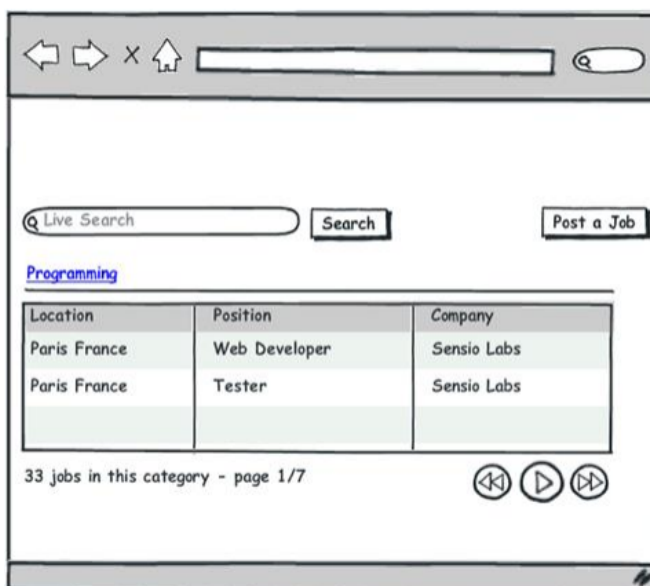 Live Search Search Post a Job
Programming
Location Position Company
Paris France Web Developer Sensio Labs
Paris France Tester Sensio Labs
33 jobs in this category - page 1/7